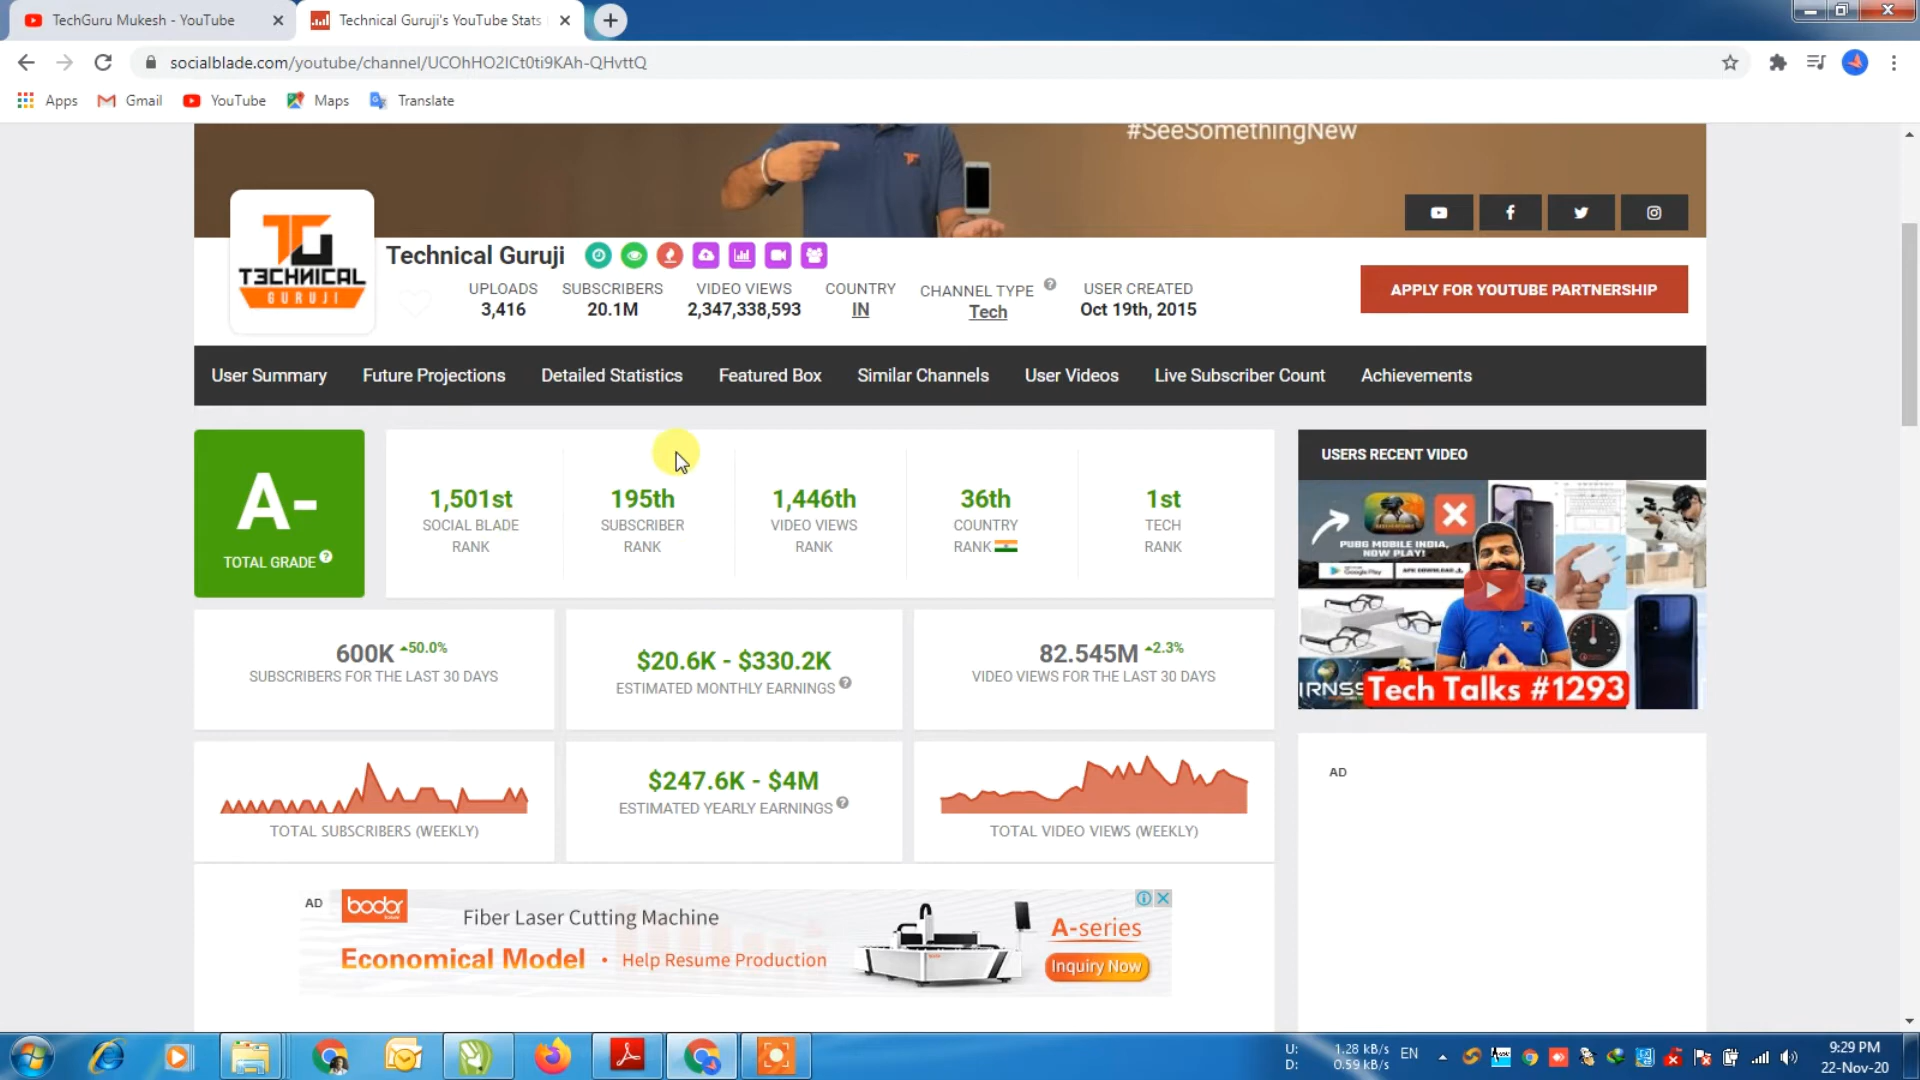 TechGuru Mukesh - YouTube
Technical Guruji's YouTube Stats
socialblade.com/youtube/channel/UCOhHO2ICt0ti9KAh-QHvttQ
Apps
Gmail
YouTube
Maps
Translate
#SeeSomethingNew
TECHNICAL
GURUJI
Technical Guruji
UPLOADS
3,416
SUBSCRIBERS
20.1M
VIDEO VIEWS
2,347,338,593
COUNTRY
IN
CHANNEL TYPE
Tech
USER CREATED
Oct 19th, 2015
APPLY FOR YOUTUBE PARTNERSHIP
User Summary
Future Projections
Detailed Statistics
Featured Box
Similar Channels
User Videos
Live Subscriber Count
Achievements
A-
TOTAL GRADE
1,501st
SOCIAL BLADE
RANK
195th
SUBSCRIBER
RANK
1,446th
VIDEO VIEWS
RANK
36th
COUNTRY
RANK
1st
TECH
RANK
USERS RECENT VIDEO
PUBG MOBILE INDIA,
NOW PLAY!
Google Play
IRNSS
Tech Talks #1293
600K 50.0%
SUBSCRIBERS FOR THE LAST 30 DAYS
$20.6K - $330.2K
ESTIMATED MONTHLY EARNINGS
82.545M 2.3%
VIDEO VIEWS FOR THE LAST 30 DAYS
TOTAL SUBSCRIBERS (WEEKLY)
$247.6K - $4M
ESTIMATED YEARLY EARNINGS
TOTAL VIDEO VIEWS (WEEKLY)
AD
AD
bodor
Fiber Laser Cutting Machine
Economical Model • Help Resume Production
A-series
Inquiry Now
U: 1.28 kB/s
D: 0.59 kB/s
EN
9:29 PM
22-Nov-20